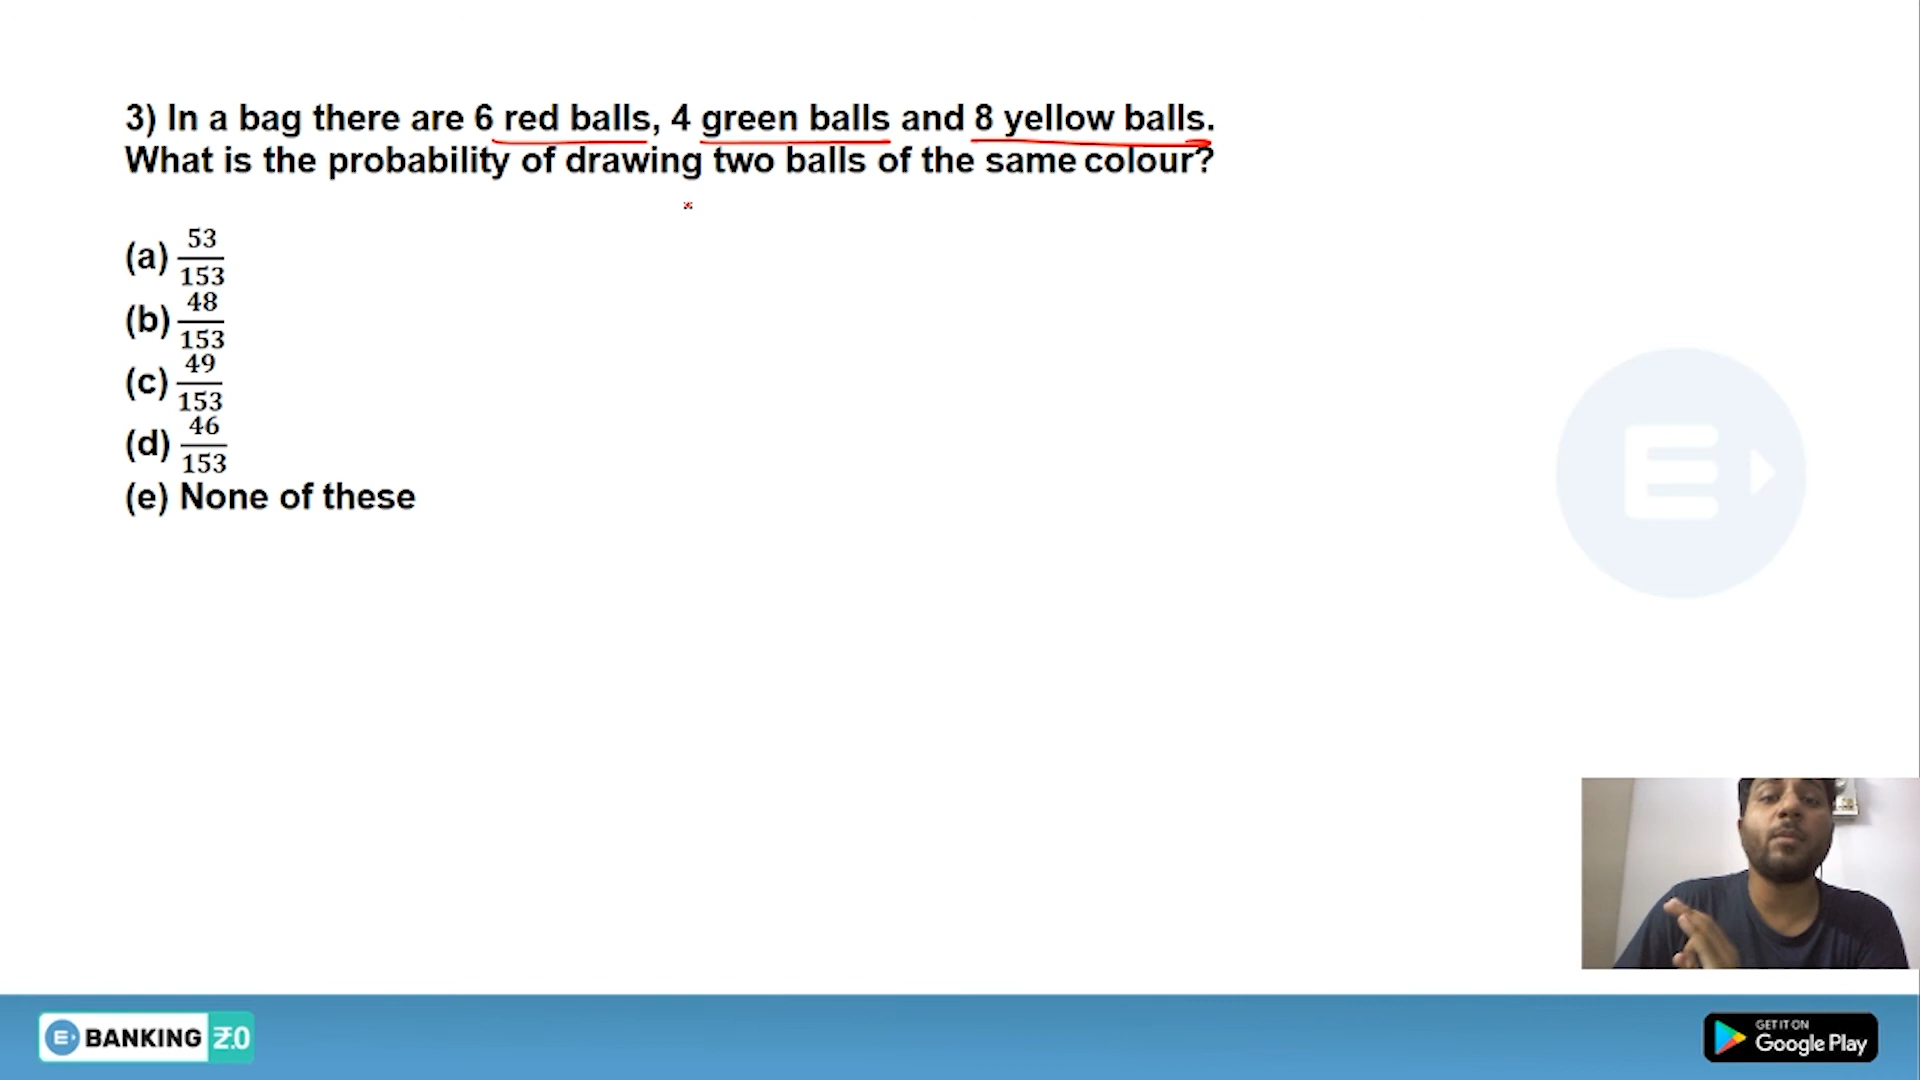 3) In a bag there are 6 red balls, 4 green balls and 8 yellow balls.
What is the probability of drawing two balls of the same colour?
(a) 53/153
(b) 48/153
(c) 49/153
(d) 46/153
(e) None of these
E
E BANKING ₹2.0
GET IT ON
Google Play